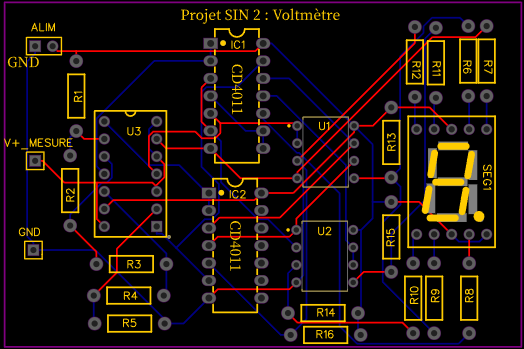 Projet SIN 2 : Voltmètre
ALIM
GND
IC1
CD4011
R12
R11
R6
R7
R1
U3
U1
R13
V+_MESURE
SEG1
R2
IC2
CD4011
U2
GND
R15
R3
R4
R10
R9
R8
R5
R14
R16